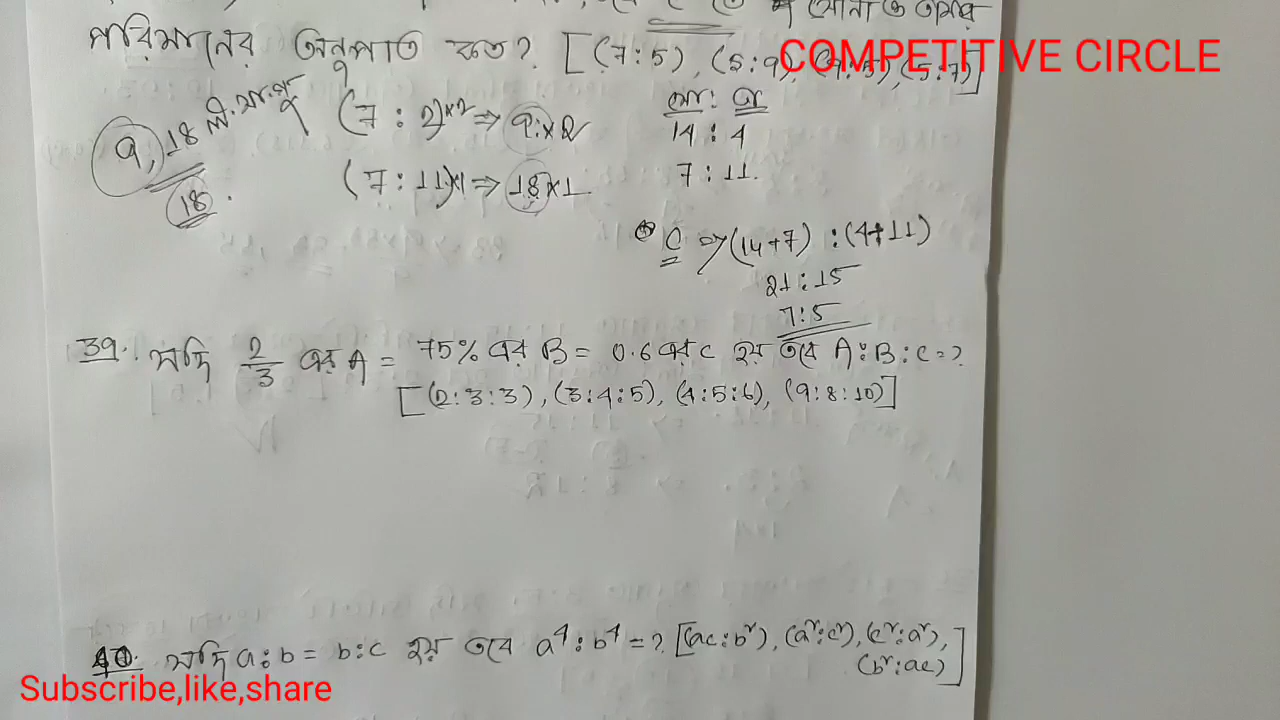 পরিমানের অনুপাত কত? [(7:5), (5:9), (9:5), (5:7)]
COMPETITIVE CIRCLE
9, 18 ল.সা.গু
18.
(7 : 2)×2 ⇒ 9×2
(7 : 11)×1 ⇒ 18×1
14 : 4
7 : 11.
C ⇒ (14+7) : (4+11)
21:15
7:5
39. যদি 2/3 এর A = 75% এর B = 0.6 এর C হয় তবে A:B:C=?
[(2:3:3), (3:4:5), (4:5:6), (9:8:10)]
40. যদি a:b = b:c হয় তবে a⁴:b⁴=? [(ac:b²), (a²:c²), (c²:a²),
(b²:ac)]
Subscribe,like,share